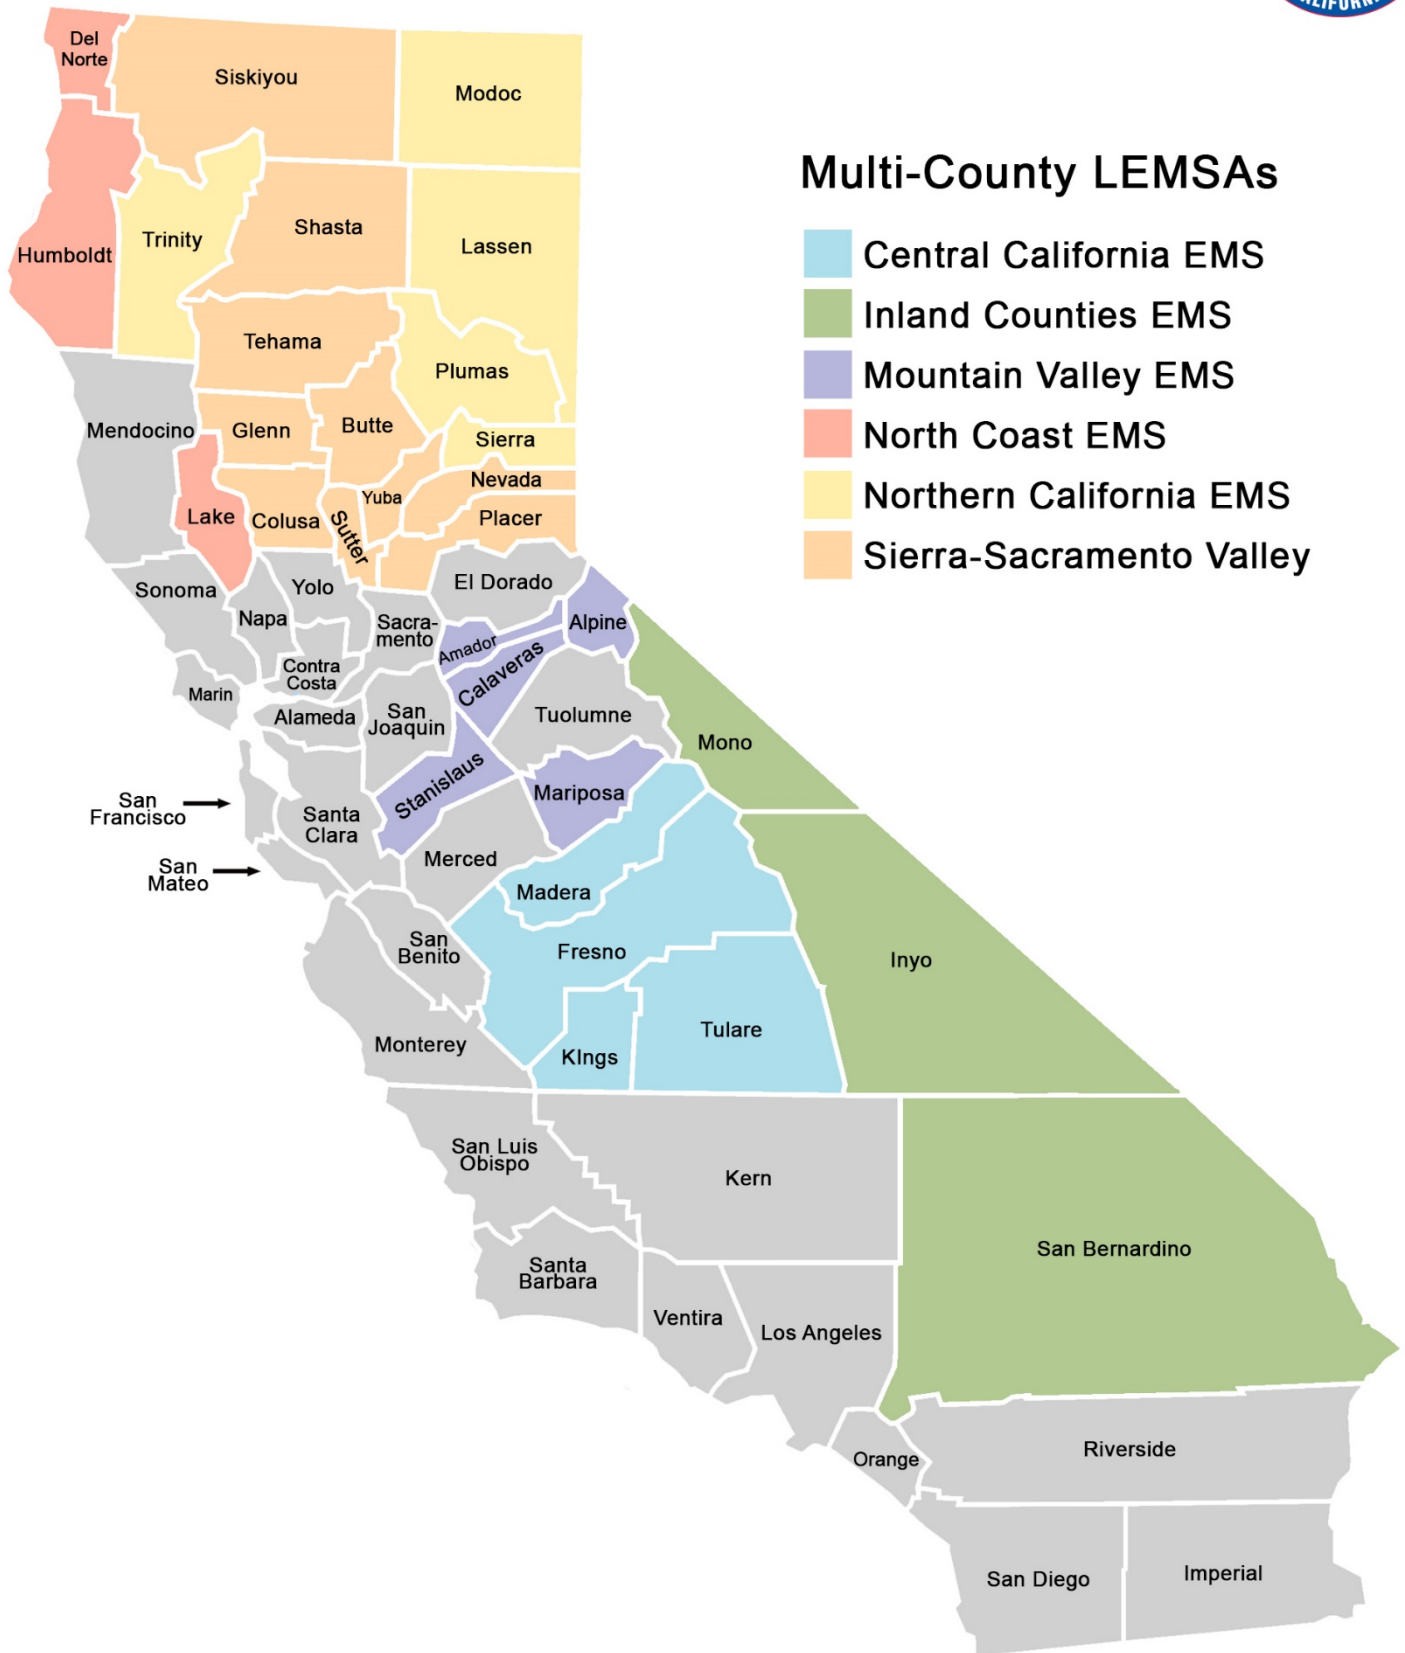 CALIFORNIA
Multi-County LEMSAs
Central California EMS
Inland Counties EMS
Mountain Valley EMS
North Coast EMS
Northern California EMS
Sierra-Sacramento Valley
Del
Norte
Siskiyou
Modoc
Humboldt
Trinity
Shasta
Lassen
Tehama
Plumas
Mendocino
Glenn
Butte
Sierra
Lake
Colusa
Sutter
Yuba
Nevada
Placer
Sonoma
Napa
Yolo
Sacra-
mento
El Dorado
Amador
Alpine
Calaveras
Marin
Contra
Costa
Alameda
San
Joaquin
Tuolumne
Mono
Stanislaus
Mariposa
San
Francisco
Santa
Clara
San
Mateo
Merced
Madera
San
Benito
Fresno
Inyo
Monterey
KIngs
Tulare
San Luis
Obispo
Kern
San Bernardino
Santa
Barbara
Ventira
Los Angeles
Orange
Riverside
San Diego
Imperial